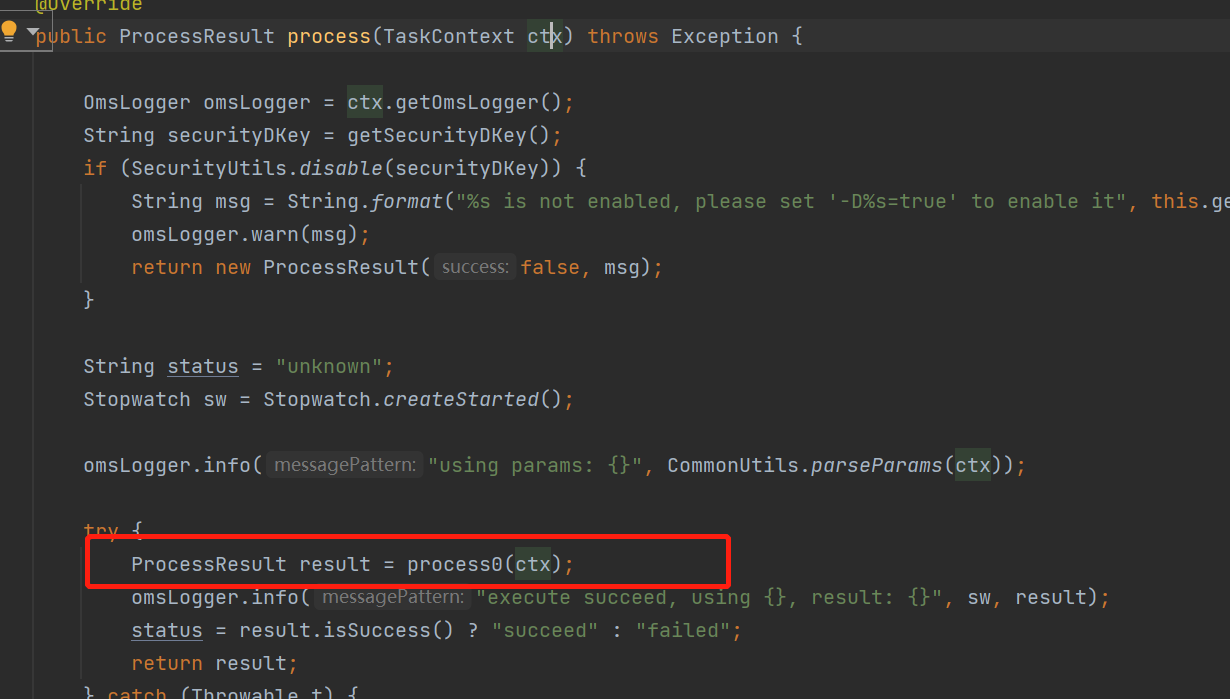 @Override
public ProcessResult process(TaskContext ctx) throws Exception {
OmsLogger omsLogger = ctx.getOmsLogger();
String securityDKey = getSecurityDKey();
if (SecurityUtils.disable(securityDKey)) {
String msg = String.format("%s is not enabled, please set '-D%s=true' to enable it", this.ge
omsLogger.warn(msg);
return new ProcessResult( success: false, msg);
}
String status = "unknown";
Stopwatch sw = Stopwatch.createStarted();
omsLogger.info( messagePattern: "using params: {}", CommonUtils.parseParams(ctx));
try {
ProcessResult result = process0(ctx);
omsLogger.info( messagePattern: "execute succeed, using {}, result: {}", sw, result);
status = result.isSuccess() ? "succeed" : "failed";
return result;
} catch (Throwable t) {